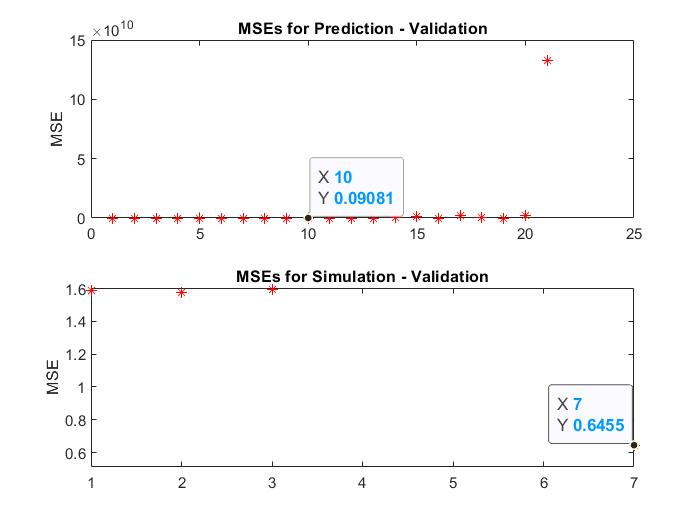 MSEs for Prediction - Validation
×10^10
15
10
5
0
MSE
X 10
Y 0.09081
0 5 10 15 20 25
MSEs for Simulation - Validation
1.6
1.4
1.2
1
0.8
0.6
MSE
X 7
Y 0.6455
1 2 3 4 5 6 7